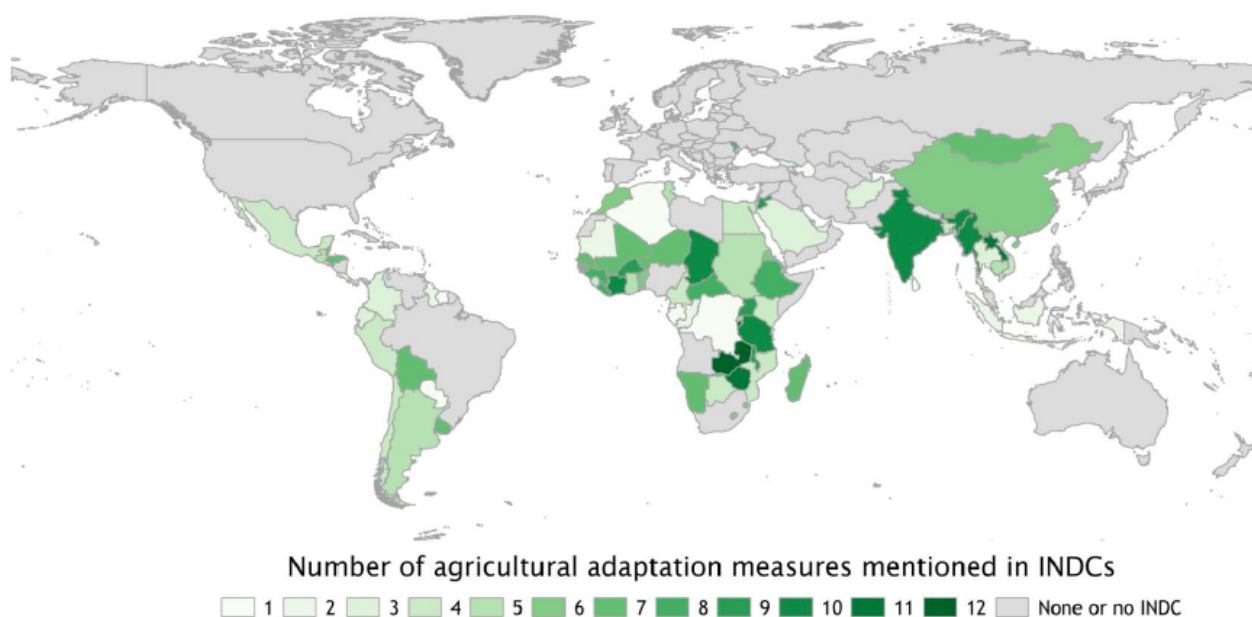 Number of agricultural adaptation measures mentioned in INDCs
1 2 3 4 5 6 7 8 9 10 11 12 None or no INDC